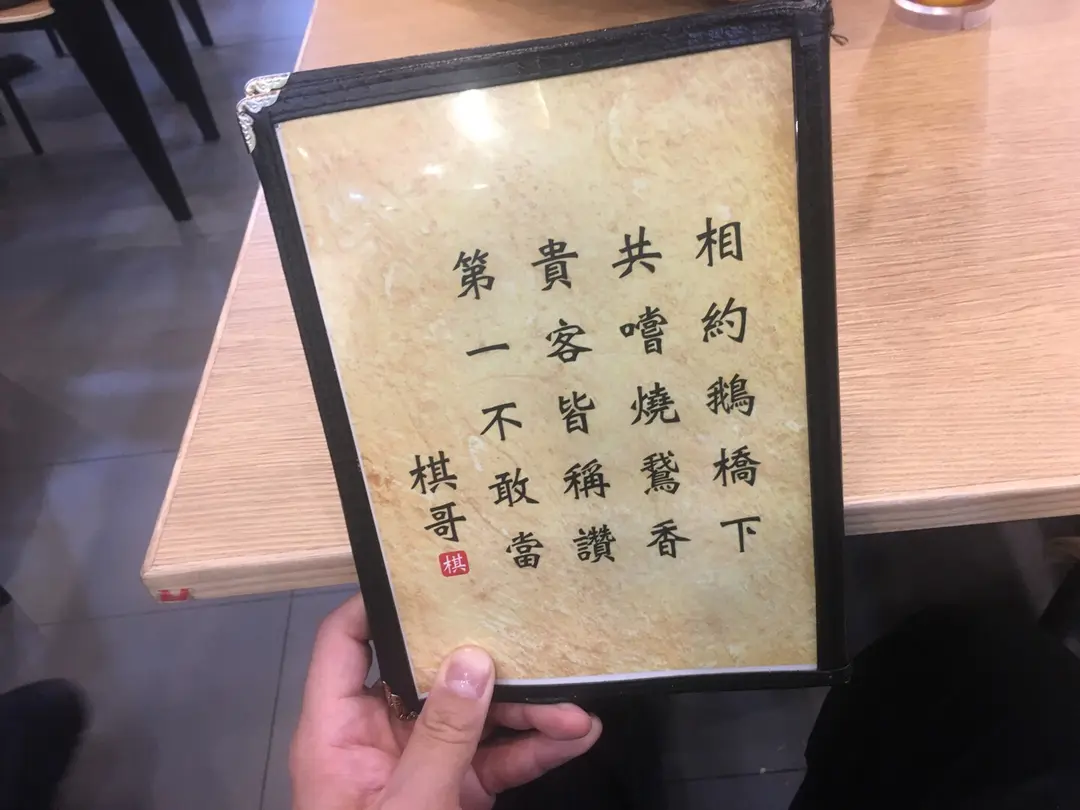 相約鵝橋下
共嚐燒鵞香
貴客皆稱讚
第一不敢當
棋哥
棋